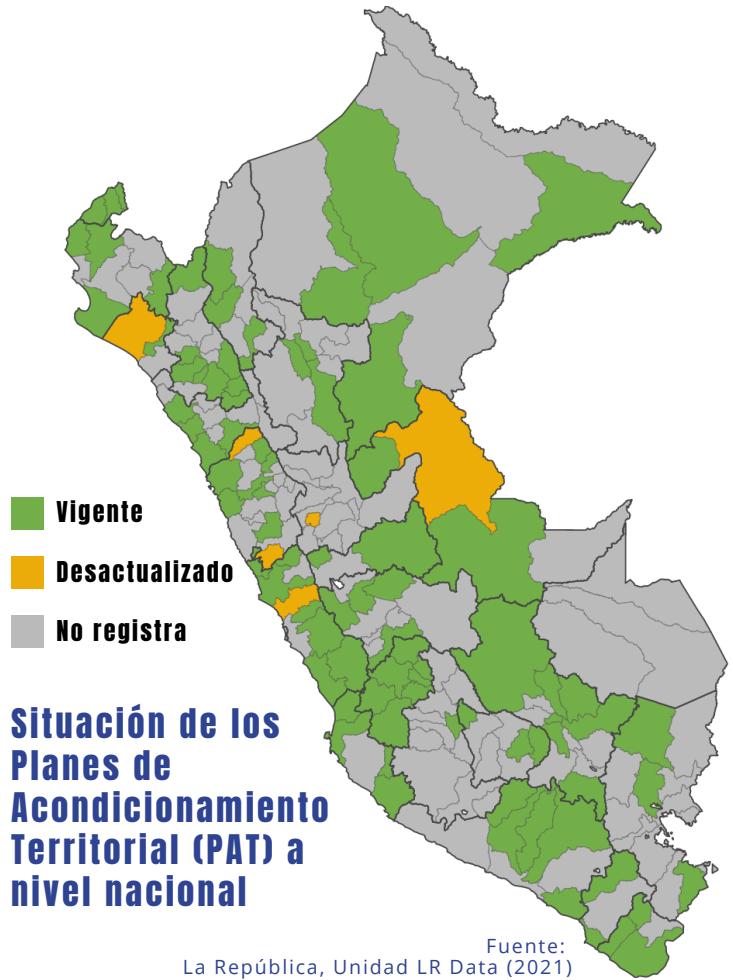 Vigente
Desactualizado
No registra
Situación de los
Planes de
Acondicionamiento
Territorial (PAT) a
nivel nacional
Fuente:
La República, Unidad LR Data (2021)